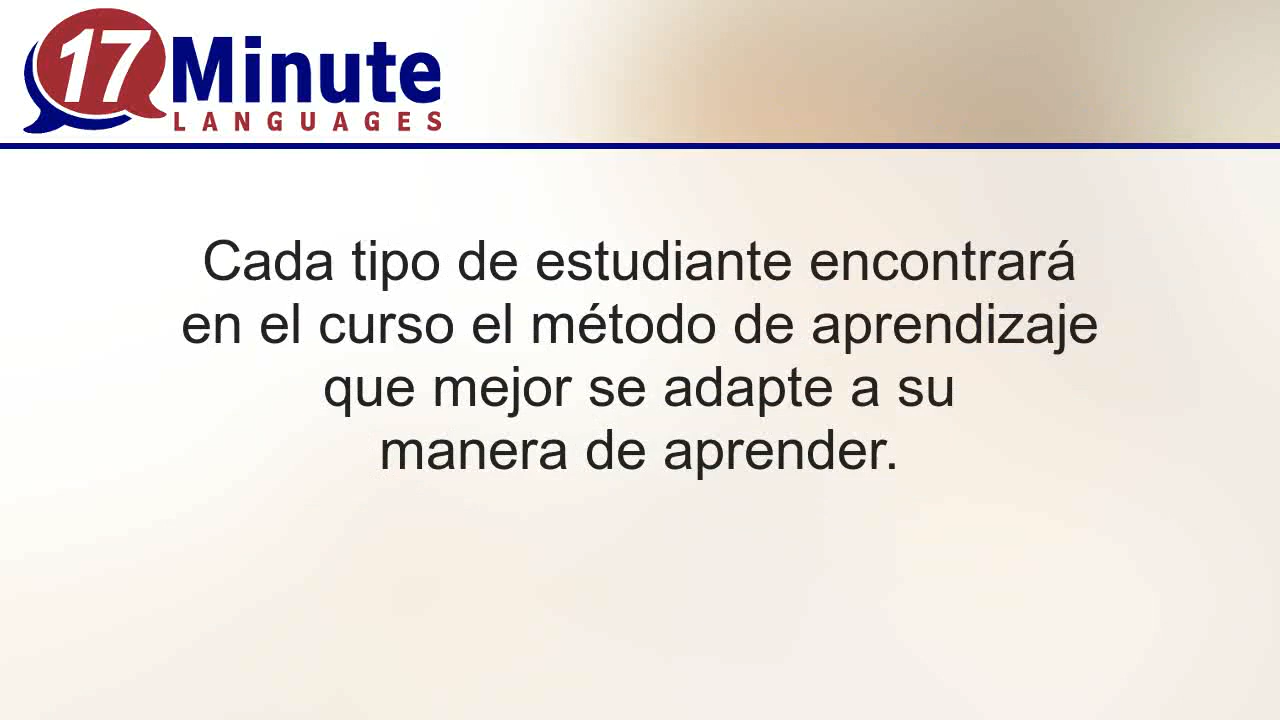 17 Minute
LANGUAGES
Cada tipo de estudiante encontrará
en el curso el método de aprendizaje
que mejor se adapte a su
manera de aprender.